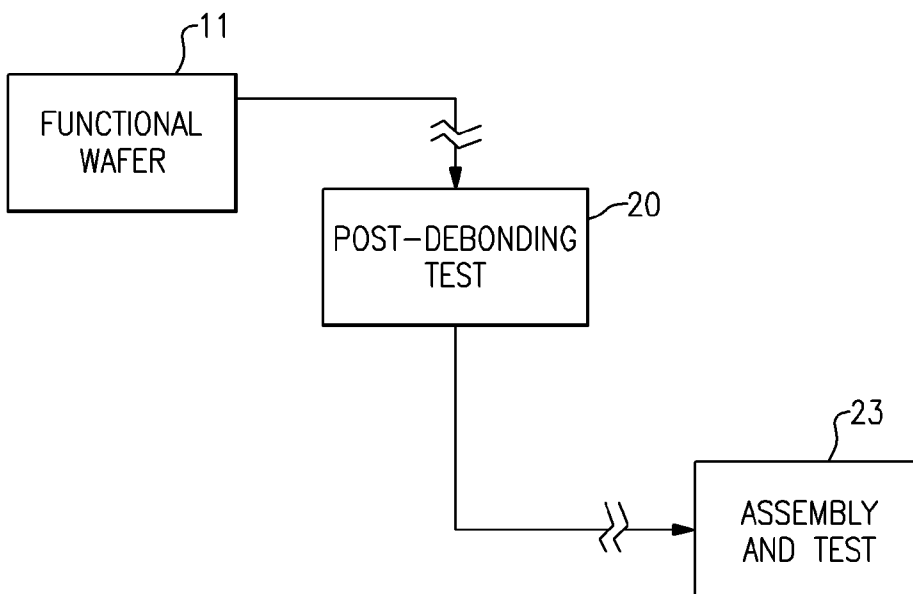 11
FUNCTIONAL
WAFER
20
POST-DEBONDING
TEST
23
ASSEMBLY
AND TEST